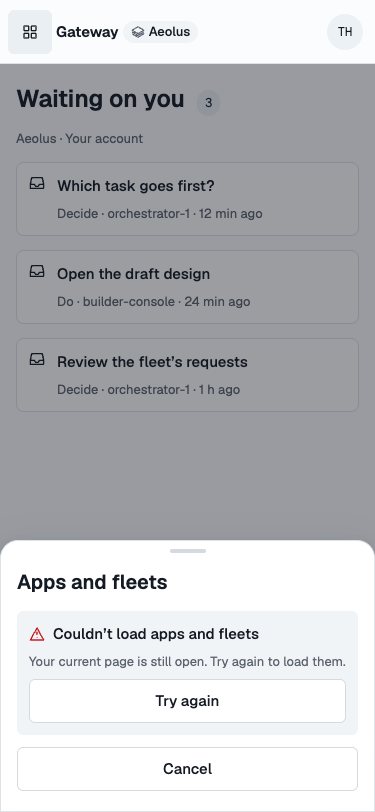 Gateway Aeolus TH
Waiting on you 3
Aeolus · Your account
Which task goes first?
Decide · orchestrator-1 · 12 min ago
Open the draft design
Do · builder-console · 24 min ago
Review the fleet’s requests
Decide · orchestrator-1 · 1 h ago
Apps and fleets
Couldn’t load apps and fleets
Your current page is still open. Try again to load them.
Try again
Cancel